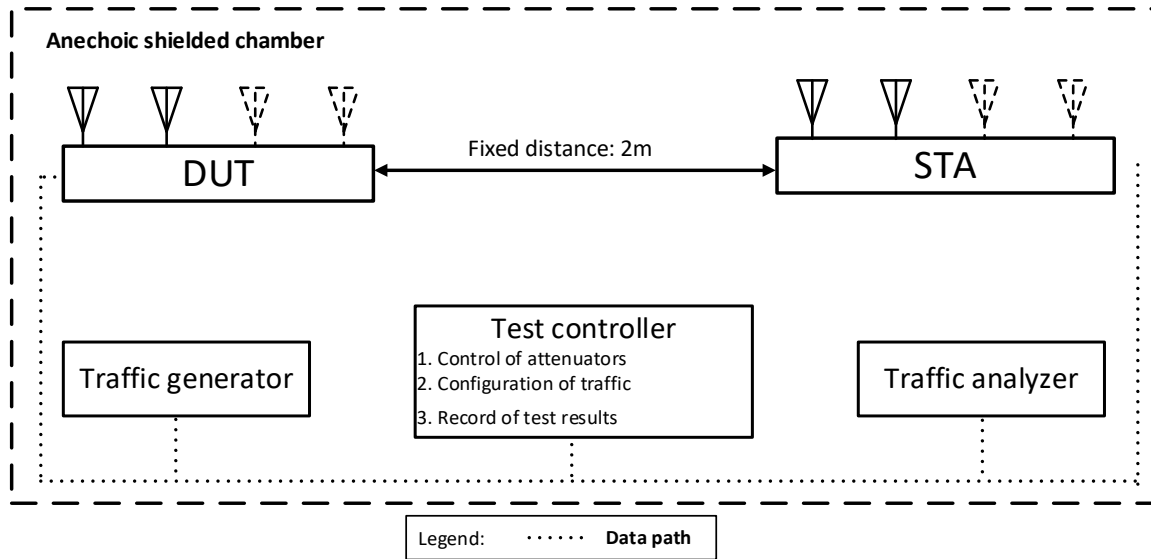 Anechoic shielded chamber
DUT
Fixed distance: 2m
STA
Traffic generator
Test controller
1. Control of attenuators
2. Configuration of traffic
3. Record of test results
Traffic analyzer
Legend: Data path